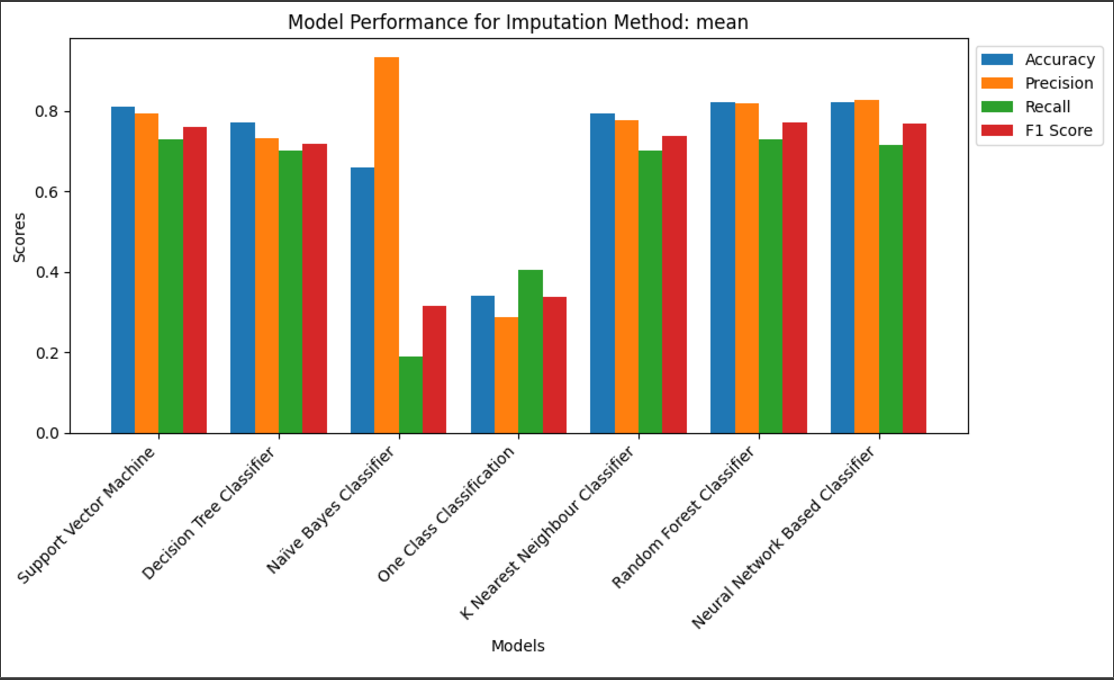 Model Performance for Imputation Method: mean
Accuracy
Precision
Recall
F1 Score
Scores
0.8
0.6
0.4
0.2
0.0
Support Vector Machine
Decision Tree Classifier
Naïve Bayes Classifier
One Class Classification
K Nearest Neighbour Classifier
Random Forest Classifier
Neural Network Based Classifier
Models